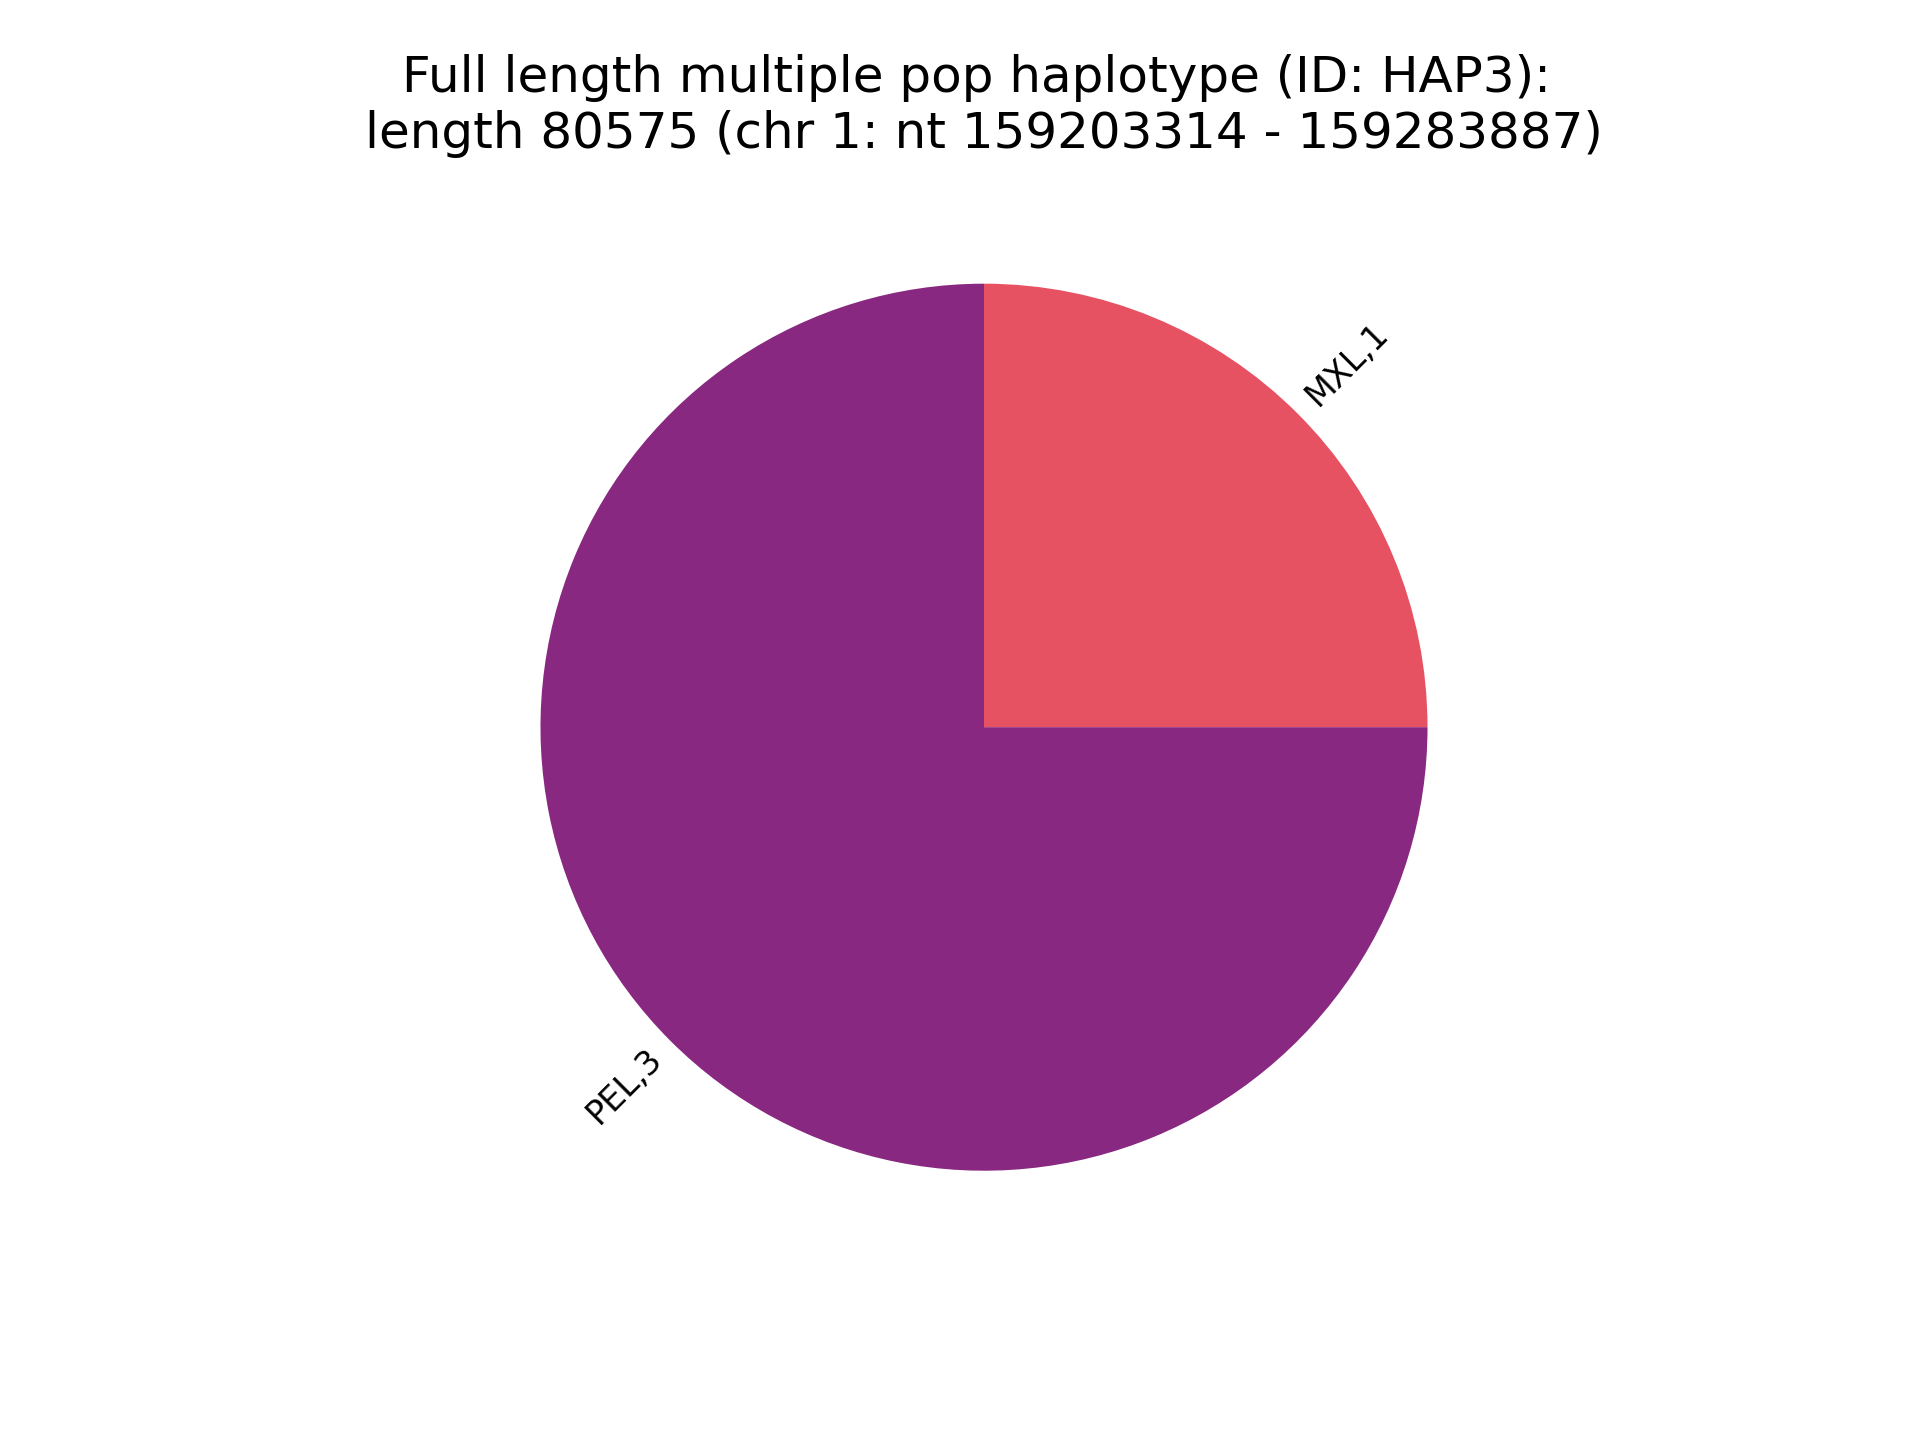 Full length multiple pop haplotype (ID: HAP3):
length 80575 (chr 1: nt 159203314 - 159283887)
MXL,1
PEL,3